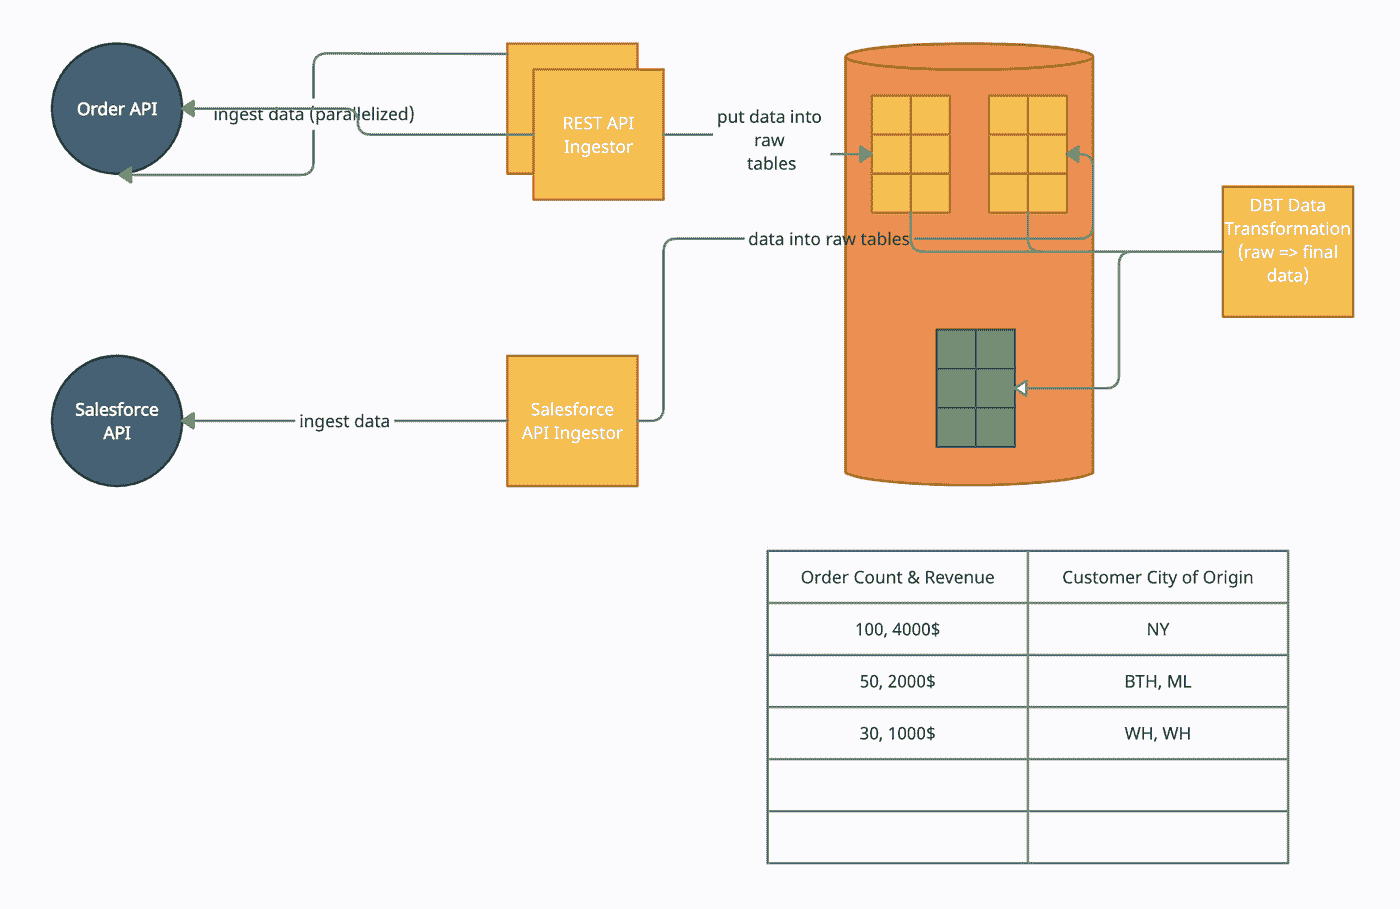 Order API
ingest data (parallelized)
REST API
Ingestor
put data into
raw
tables
DBT Data
Transformation
(raw => final
data)
data into raw tables
Salesforce
API
ingest data
Salesforce
API Ingestor
Order Count & Revenue
Customer City of Origin
100, 4000$
NY
50, 2000$
BTH, ML
30, 1000$
WH, WH